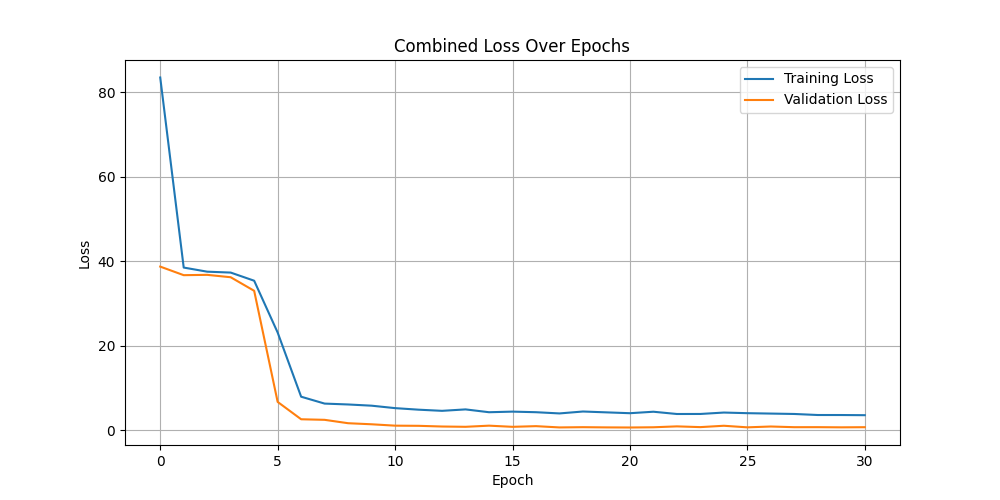 Combined Loss Over Epochs
Training Loss
Validation Loss
Loss
80
60
40
20
0
0 5 10 15 20 25 30
Epoch